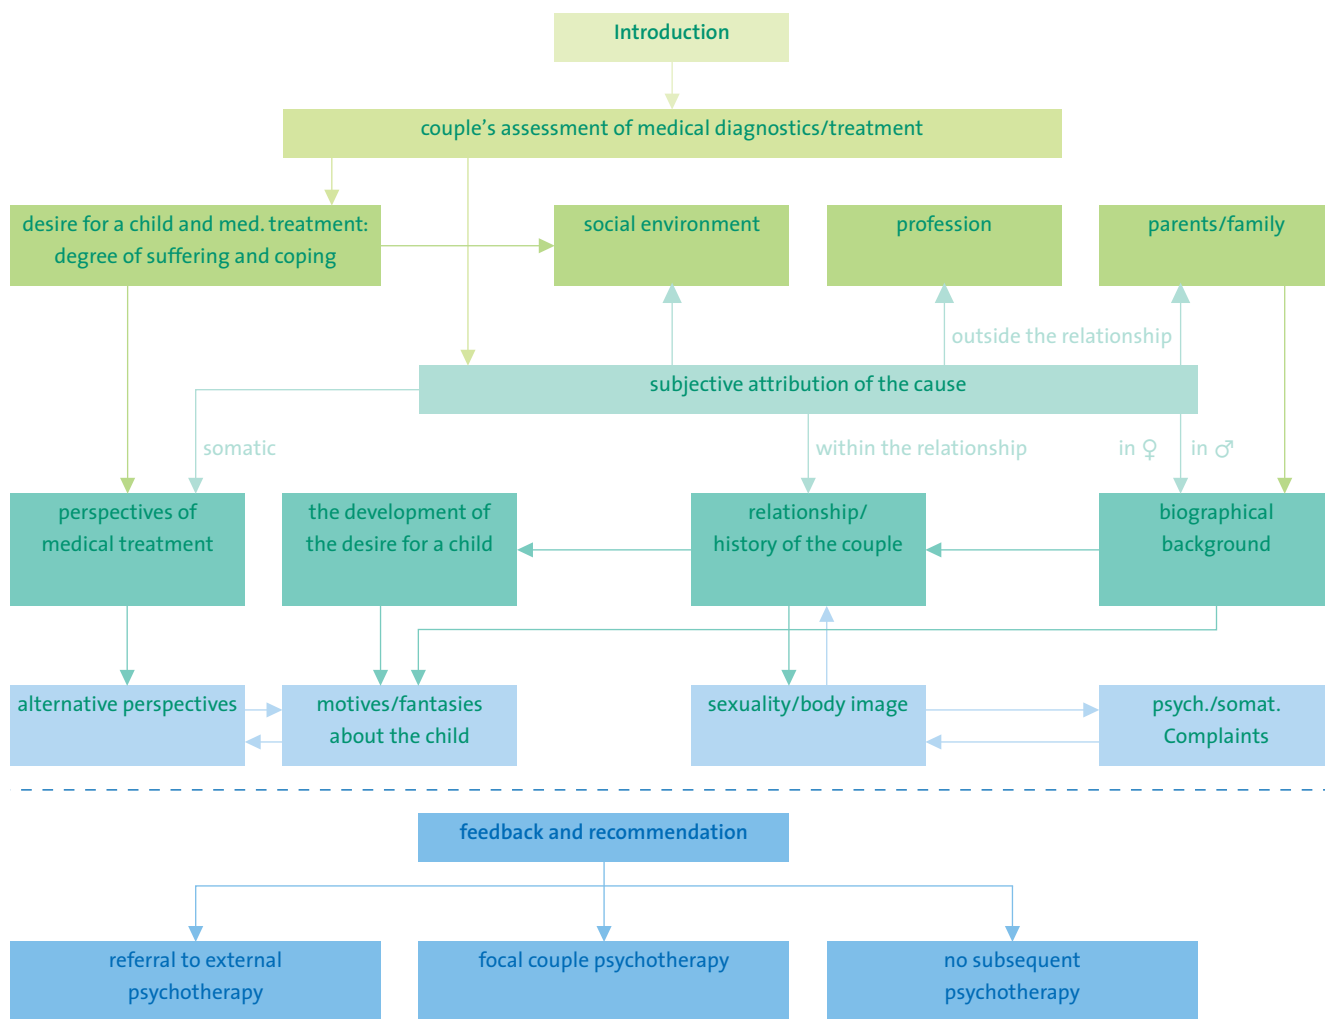 Introduction
couple's assessment of medical diagnostics/treatment
desire for a child and med. treatment:
degree of suffering and coping
social environment
profession
parents/family
outside the relationship
subjective attribution of the cause
somatic
within the relationship
in ♀
in ♂
perspectives of
medical treatment
the development of
the desire for a child
relationship/
history of the couple
biographical
background
alternative perspectives
motives/fantasies
about the child
sexuality/body image
psych./somat.
Complaints
feedback and recommendation
referral to external
psychotherapy
focal couple psychotherapy
no subsequent
psychotherapy